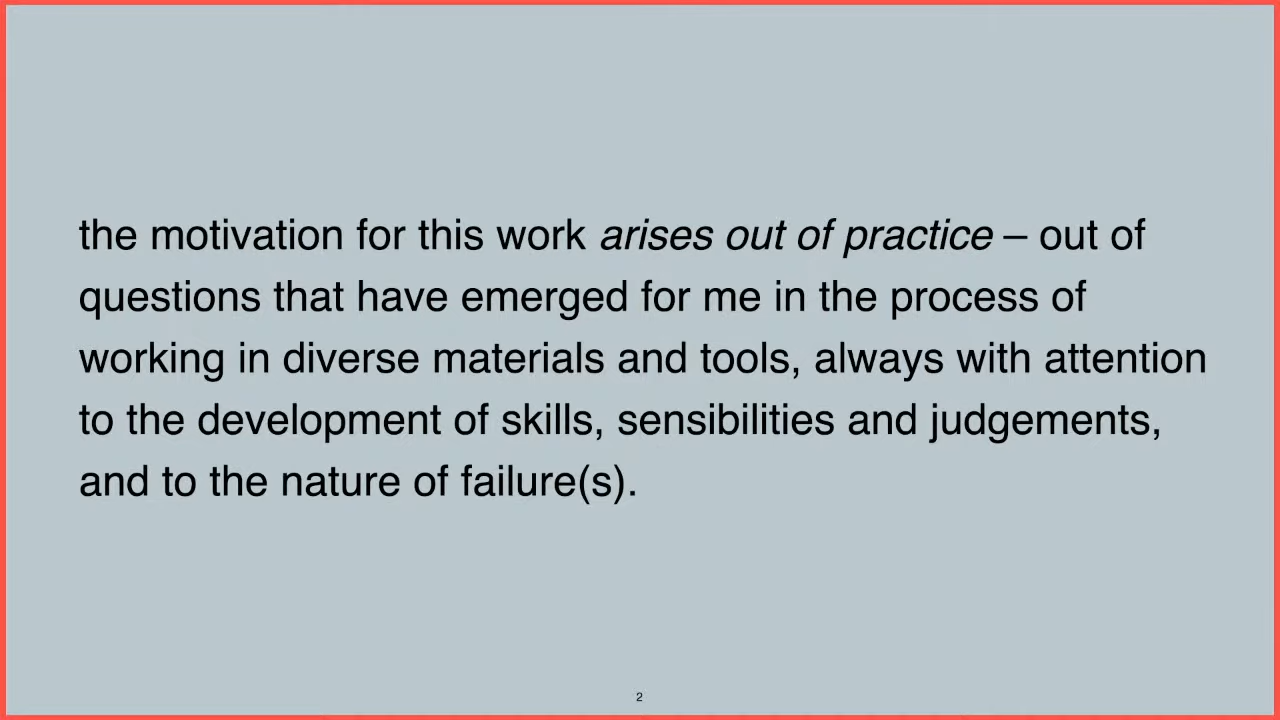 the motivation for this work arises out of practice – out of
questions that have emerged for me in the process of
working in diverse materials and tools, always with attention
to the development of skills, sensibilities and judgements,
and to the nature of failure(s).
2